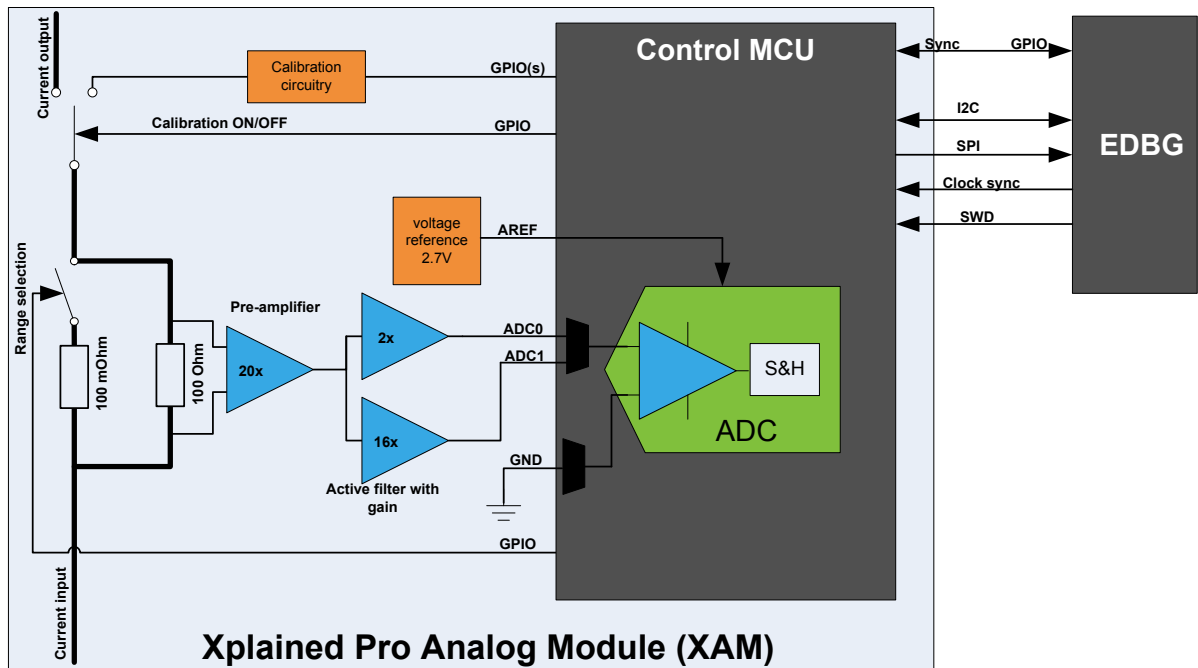 Control MCU
Current output
Calibration
circuitry
GPIO(s)
Sync
GPIO
Calibration ON/OFF
GPIO
I2C
SPI
EDBG
Clock sync
SWD
voltage
reference
2.7V
AREF
Range selection
Pre-amplifier
100 mOhm
100 Ohm
20x
2x
16x
ADC0
ADC1
S&H
ADC
GND
Active filter with
gain
GPIO
Current input
Xplained Pro Analog Module (XAM)